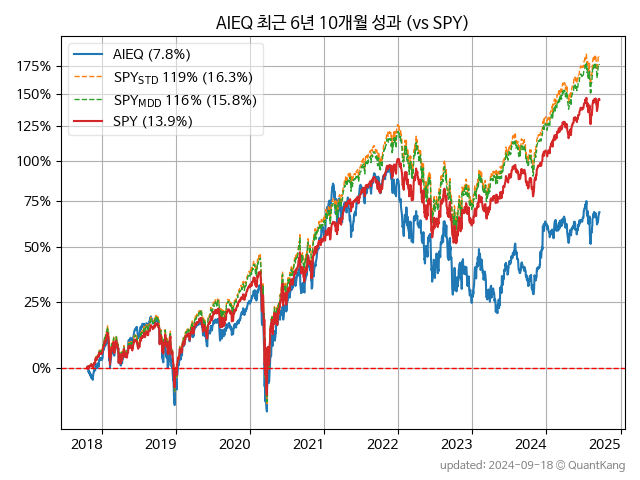 AIEQ 최근 6년 10개월 성과 (vs SPY)
AIEQ (7.8%)
SPY_STD 119% (16.3%)
SPY_MDD 116% (15.8%)
SPY (13.9%)
175%
150%
125%
100%
75%
50%
25%
0%
2018 2019 2020 2021 2022 2023 2024 2025
updated: 2024-09-18 © QuantKang